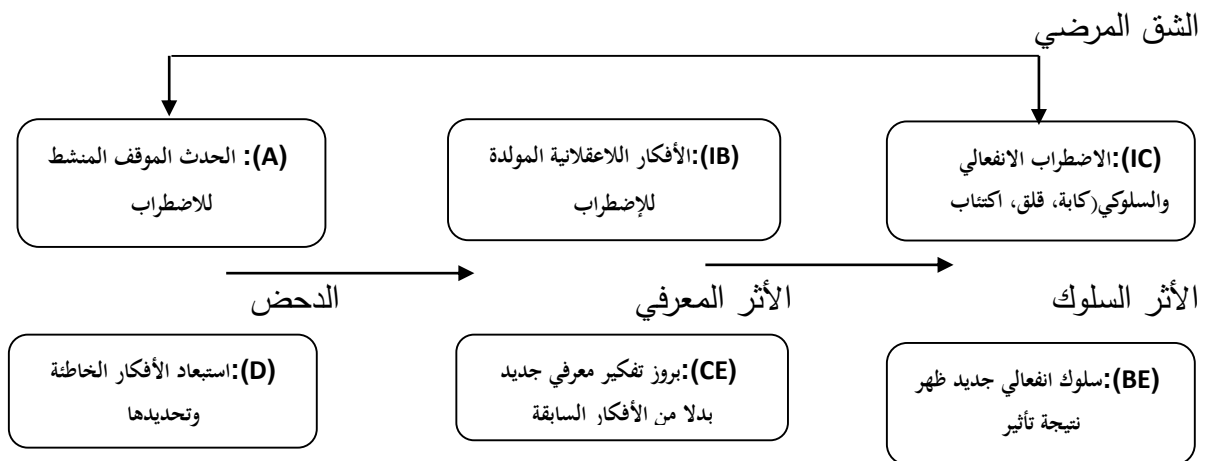 الشق المرضي
(A): الحدث الموقف المنشط
للاضطراب
(IB):الأفكار اللاعقلانية المولدة
للإضطراب
(IC):الاضطراب الانفعالي
والسلوكي(كابة، قلق، اكتئاب
الدحض
الأثر المعرفي
الأثر السلوك
(D):استبعاد الأفكار الخاطئة
وتحديدها
(CE):بروز تفكير معرفي جديد
بدلا من الأفكار السابقة
(BE):سلوك انفعالي جديد ظهر
نتيجة تأثير